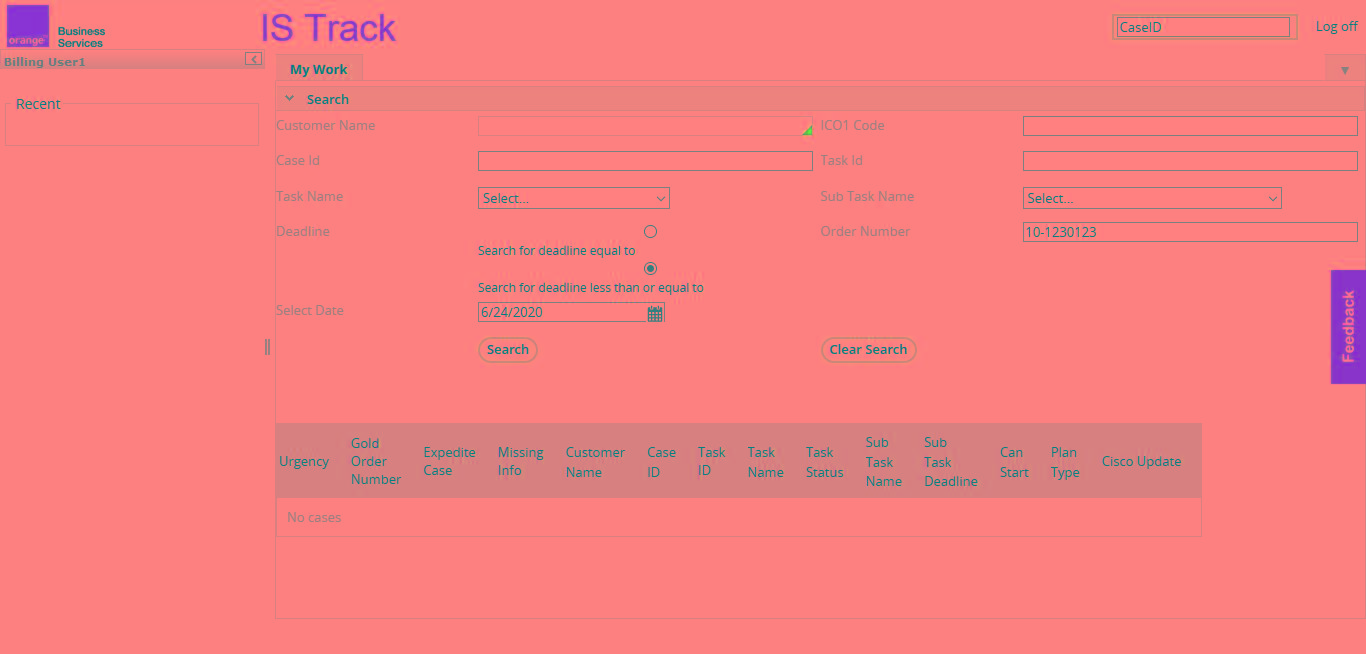 orange™
Business
Services
IS Track
CaseID
Log off
Billing User1
Recent
My Work
Search
Customer Name
ICO1 Code
Case Id
Task Id
Task Name
Select...
Sub Task Name
Select...
Deadline
Search for deadline equal to
Search for deadline less than or equal to
Order Number
10-1230123
Select Date
6/24/2020
Search
Clear Search
Feedback
Urgency
Gold
Order
Number
Expedite
Case
Missing
Info
Customer
Name
Case
ID
Task
ID
Task
Name
Task
Status
Sub
Task
Name
Sub
Task
Deadline
Can
Start
Plan
Type
Cisco Update
No cases